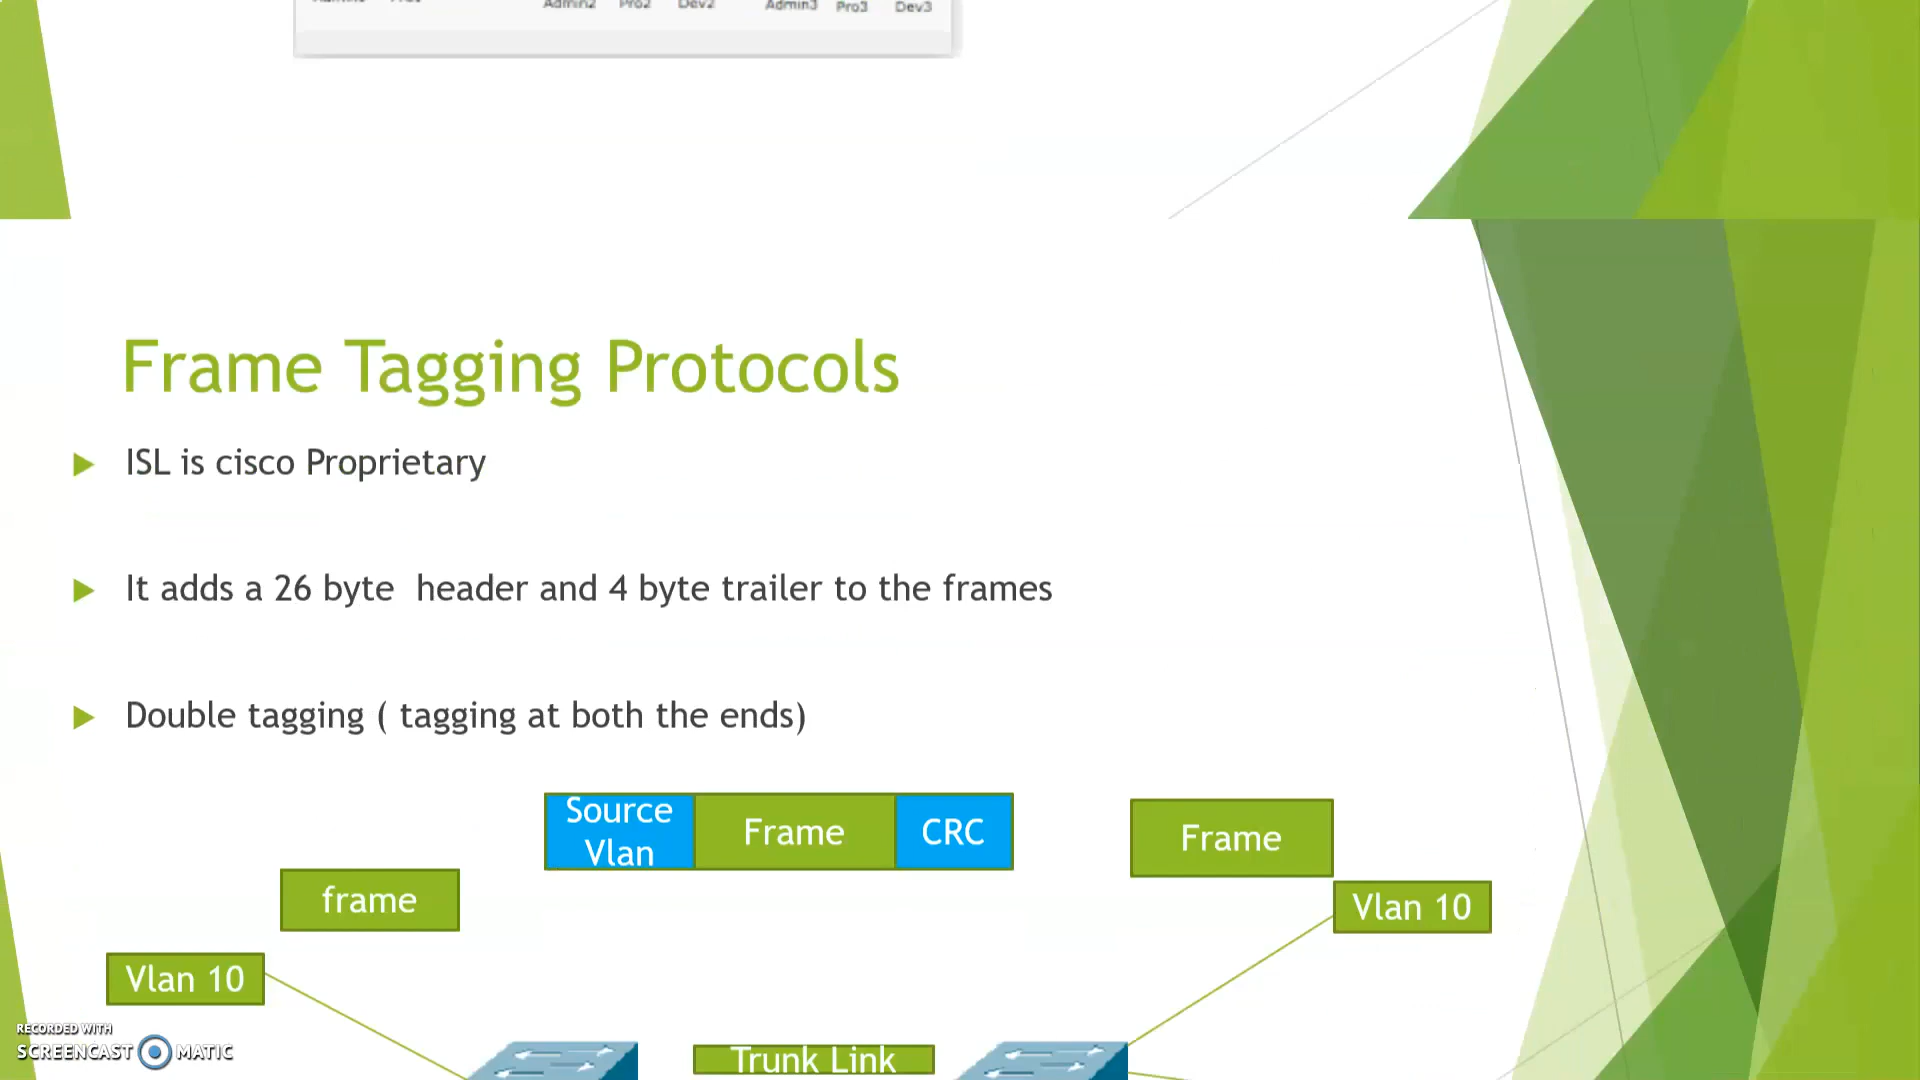 Admin2 Pro2 Dev2 Admin3 Pro3 Dev3
Frame Tagging Protocols
ISL is cisco Proprietary
It adds a 26 byte header and 4 byte trailer to the frames
Double tagging ( tagging at both the ends)
Source
Vlan
Frame
CRC
Frame
frame
Vlan 10
Vlan 10
Trunk Link
RECORDED WITH
SCREENCAST MATIC